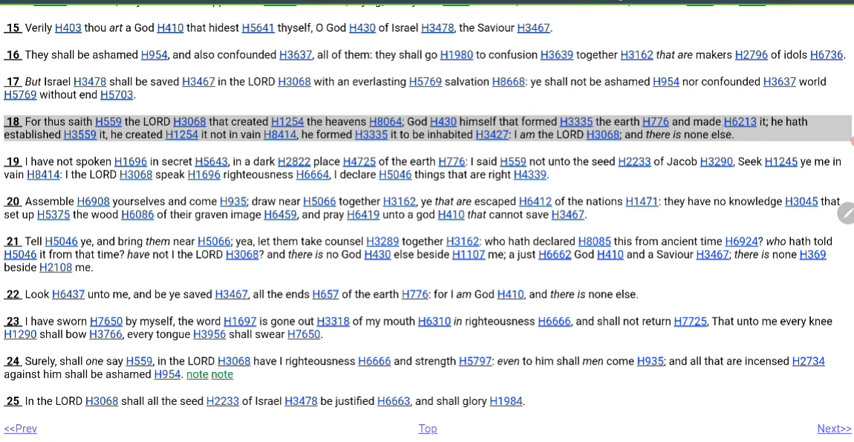 15 Verily H403 thou art a God H410 that hidest H5641 thyself, O God H430 of Israel H3478, the Saviour H3467.
16 They shall be ashamed H954, and also confounded H3637, all of them: they shall go H1980 to confusion H3639 together H3162 that are makers H2796 of idols H6736.
17 But Israel H3478 shall be saved H3467 in the LORD H3068 with an everlasting H5769 salvation H8668: ye shall not be ashamed H954 nor confounded H3637 world
H5769 without end H5703.
18 For thus saith H559 the LORD H3068 that created H1254 the heavens H8064; God H430 himself that formed H3335 the earth H776 and made H6213 it; he hath
established H3559 it, he created H1254 it not in vain H8414, he formed H3335 it to be inhabited H3427: I am the LORD H3068; and there is none else.
19 I have not spoken H1696 in secret H5643, in a dark H2822 place H4725 of the earth H776: I said H559 not unto the seed H2233 of Jacob H3290, Seek H1245 ye me in
vain H8414: I the LORD H3068 speak H1696 righteousness H6664, I declare H5046 things that are right H4339.
20 Assemble H6908 yourselves and come H935; draw near H5066 together H3162, ye that are escaped H6412 of the nations H1471: they have no knowledge H3045 that
set up H5375 the wood H6086 of their graven image H6459, and pray H6419 unto a god H410 that cannot save H3467.
21 Tell H5046 ye, and bring them near H5066; yea, let them take counsel H3289 together H3162: who hath declared H8085 this from ancient time H6924? who hath told
H5046 it from that time? have not I the LORD H3068? and there is no God H430 else beside H1107 me; a just H6662 God H410 and a Saviour H3467; there is none H369
beside H2108 me.
22 Look H6437 unto me, and be ye saved H3467, all the ends H657 of the earth H776: for I am God H410, and there is none else.
23 I have sworn H7650 by myself, the word H1697 is gone out H3318 of my mouth H6310 in righteousness H6666, and shall not return H7725, That unto me every knee
H1290 shall bow H3766, every tongue H3956 shall swear H7650.
24 Surely, shall one say H559, in the LORD H3068 have I righteousness H6666 and strength H5797: even to him shall men come H935; and all that are incensed H2734
against him shall be ashamed H954. note note
25 In the LORD H3068 shall all the seed H2233 of Israel H3478 be justified H6663, and shall glory H1984.
<<Prev Top Next>>